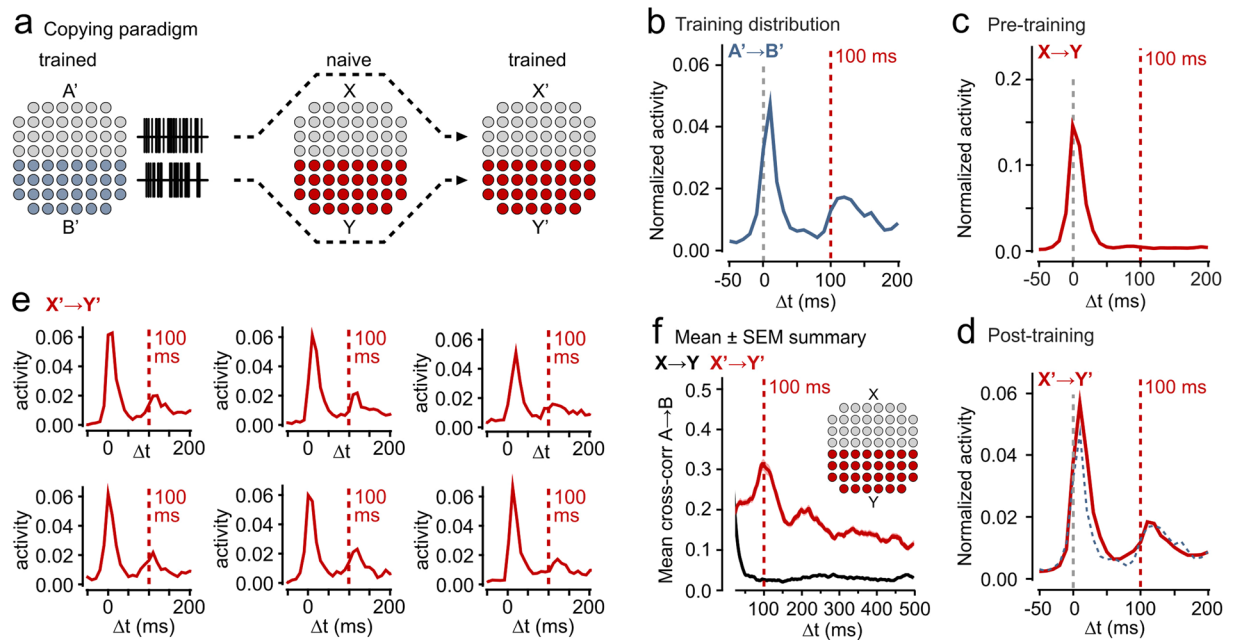 a Copying paradigm
trained
naive
trained
A'
X
X'
B'
Y
Y'
b Training distribution
A'→B'
100 ms
Normalized activity
0.06
0.04
0.02
0.00
-50 0 100 200
Δt (ms)
c Pre-training
X→Y
100 ms
Normalized activity
0.2
0.1
0.0
-50 0 100 200
Δt (ms)
e X'→Y'
activity
0.06
0.04
0.02
0.00
100
ms
0 200
Δt
activity
0.06
0.04
0.02
0.00
100
ms
0 200
Δt
activity
0.06
0.04
0.02
0.00
100
ms
0 200
Δt
activity
0.06
0.04
0.02
0.00
100
ms
0 200
Δt (ms)
activity
0.06
0.04
0.02
0.00
100
ms
0 200
Δt (ms)
activity
0.06
0.04
0.02
0.00
100
ms
0 200
Δt (ms)
f Mean ± SEM summary
X→Y X'→Y'
100 ms
Mean cross-corr A→B
0.5
0.4
0.3
0.2
0.1
0.0
100 200 300 400 500
Δt (ms)
X
Y
d Post-training
X'→Y'
100 ms
Normalized activity
0.06
0.04
0.02
0.00
-50 0 100 200
Δt (ms)